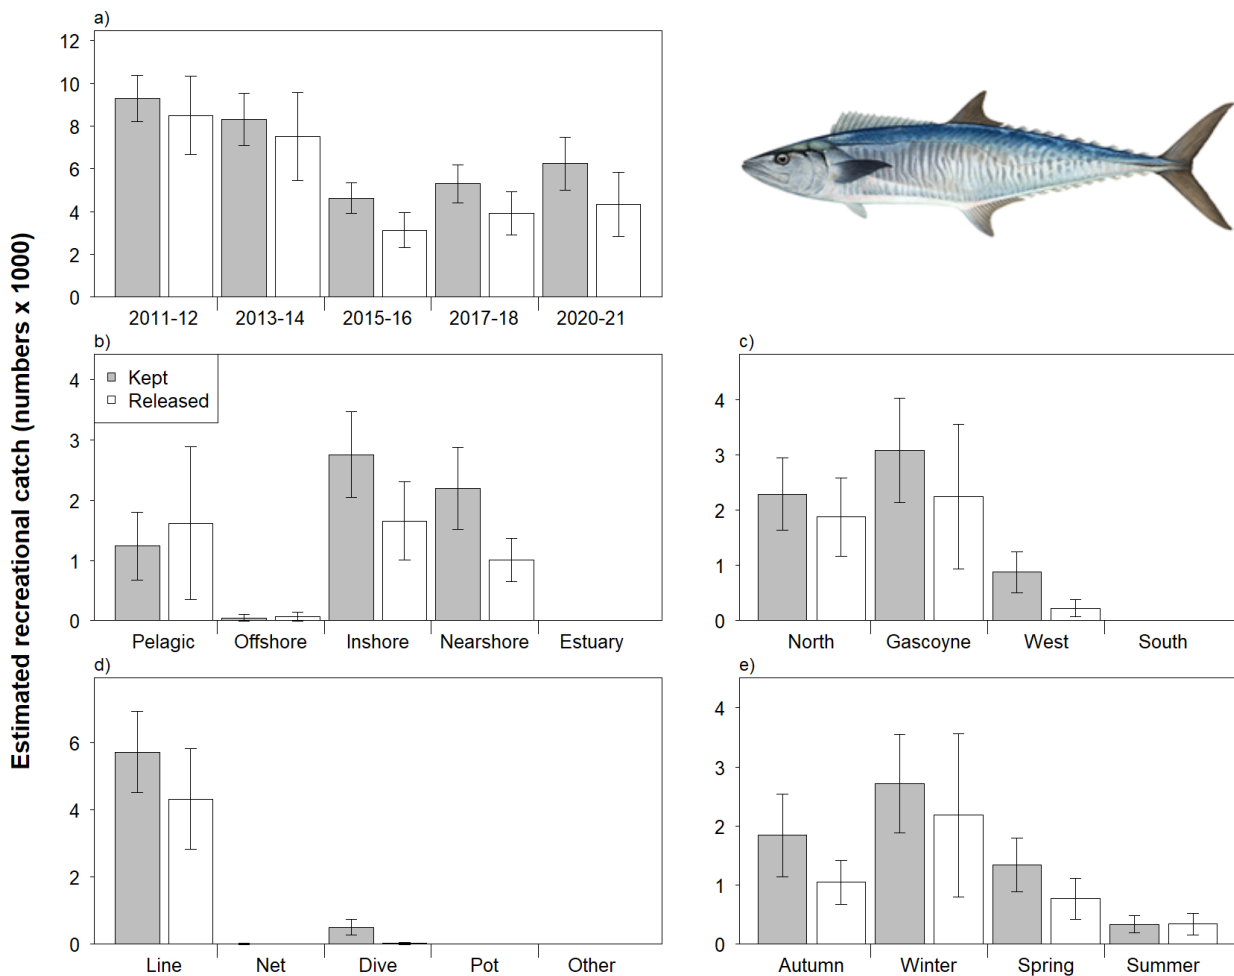 Estimated recreational catch (numbers x 1000)
a)
12
10
8
6
4
2
0
2011-12 2013-14 2015-16 2017-18 2020-21
b)
Kept
Released
4
3
2
1
0
Pelagic Offshore Inshore Nearshore Estuary
c)
4
3
2
1
0
North Gascoyne West South
d)
6
4
2
0
Line Net Dive Pot Other
e)
4
3
2
1
0
Autumn Winter Spring Summer